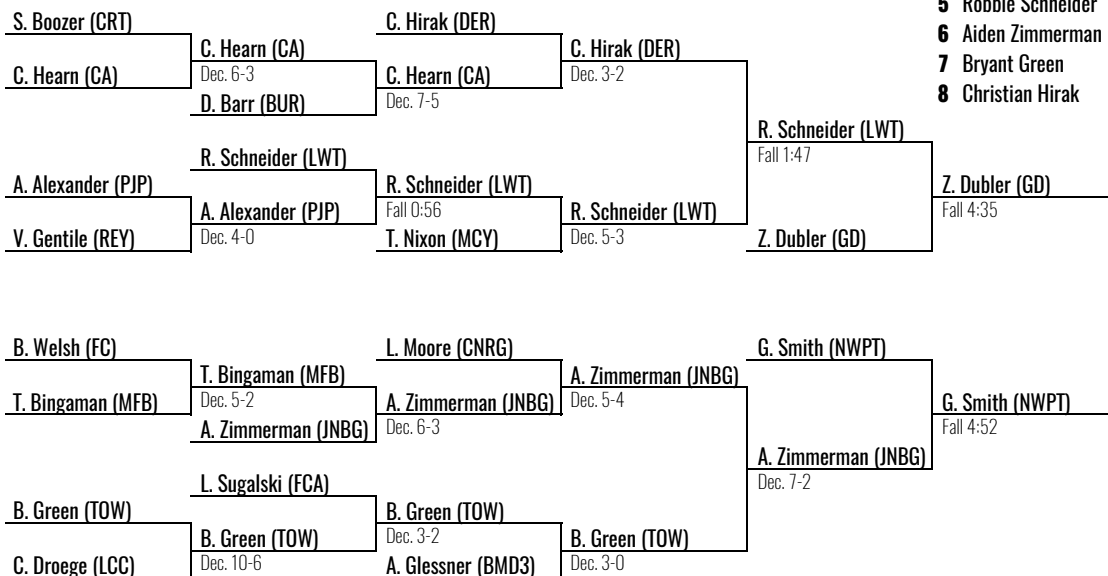 5 Robbie Schneider
S. Boozer (CRT)
C. Hirak (DER)
6 Aiden Zimmerman
C. Hearn (CA)
C. Hirak (DER)
7 Bryant Green
C. Hearn (CA)
Dec. 6-3
C. Hearn (CA)
Dec. 3-2
8 Christian Hirak
D. Barr (BUR)
Dec. 7-5
R. Schneider (LWT)
Fall 1:47
R. Schneider (LWT)
A. Alexander (PJP)
R. Schneider (LWT)
Z. Dubler (GD)
A. Alexander (PJP)
Fall 0:56
R. Schneider (LWT)
Fall 4:35
V. Gentile (REY)
Dec. 4-0
T. Nixon (MCY)
Dec. 5-3
Z. Dubler (GD)
B. Welsh (FC)
L. Moore (CNRG)
G. Smith (NWPT)
T. Bingaman (MFB)
A. Zimmerman (JNBG)
T. Bingaman (MFB)
Dec. 5-2
A. Zimmerman (JNBG)
Dec. 5-4
G. Smith (NWPT)
A. Zimmerman (JNBG)
Dec. 6-3
Fall 4:52
A. Zimmerman (JNBG)
Dec. 7-2
L. Sugalski (FCA)
B. Green (TOW)
B. Green (TOW)
B. Green (TOW)
Dec. 3-2
B. Green (TOW)
C. Droege (LCC)
Dec. 10-6
A. Glessner (BMD3)
Dec. 3-0